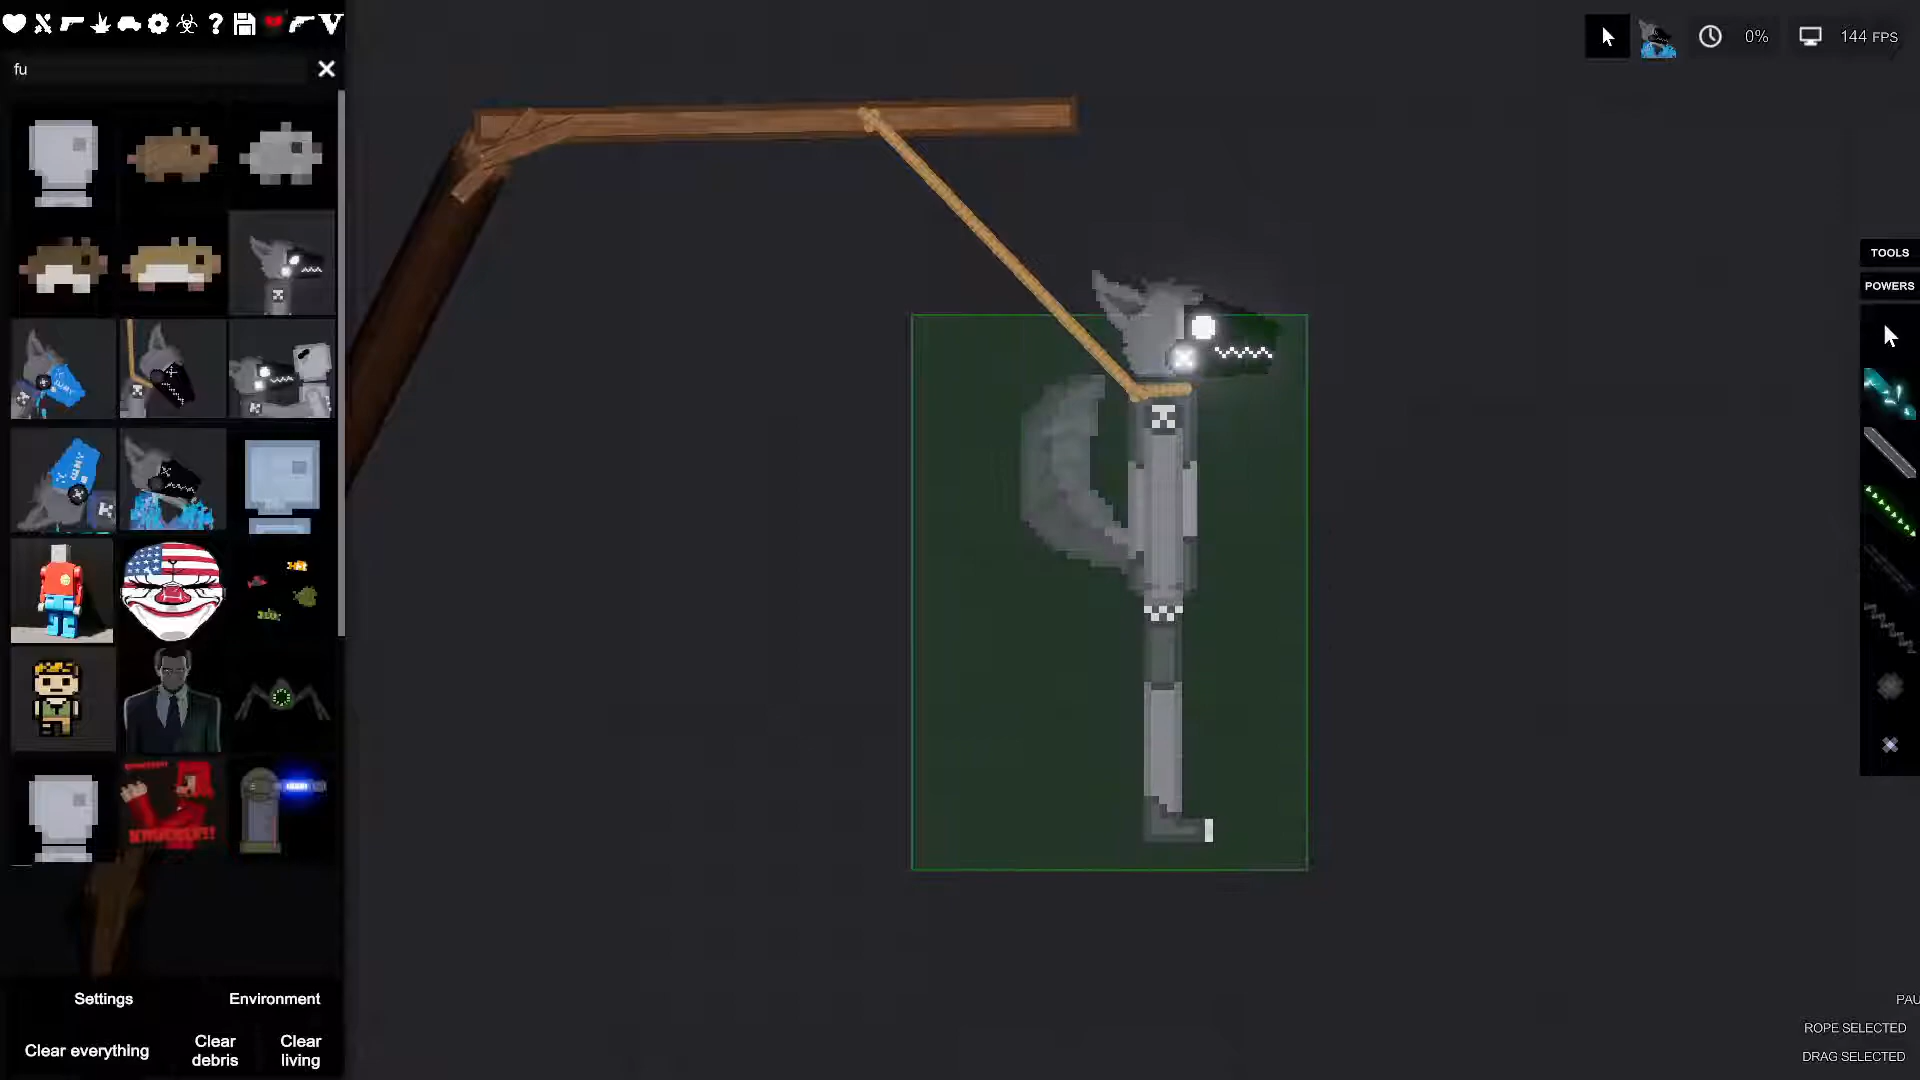 0%
144 FPS
fu
TOOLS
POWERS
Settings
Environment
PAU
ROPE SELECTED
Clear everything
Clear
debris
Clear
living
DRAG SELECTED